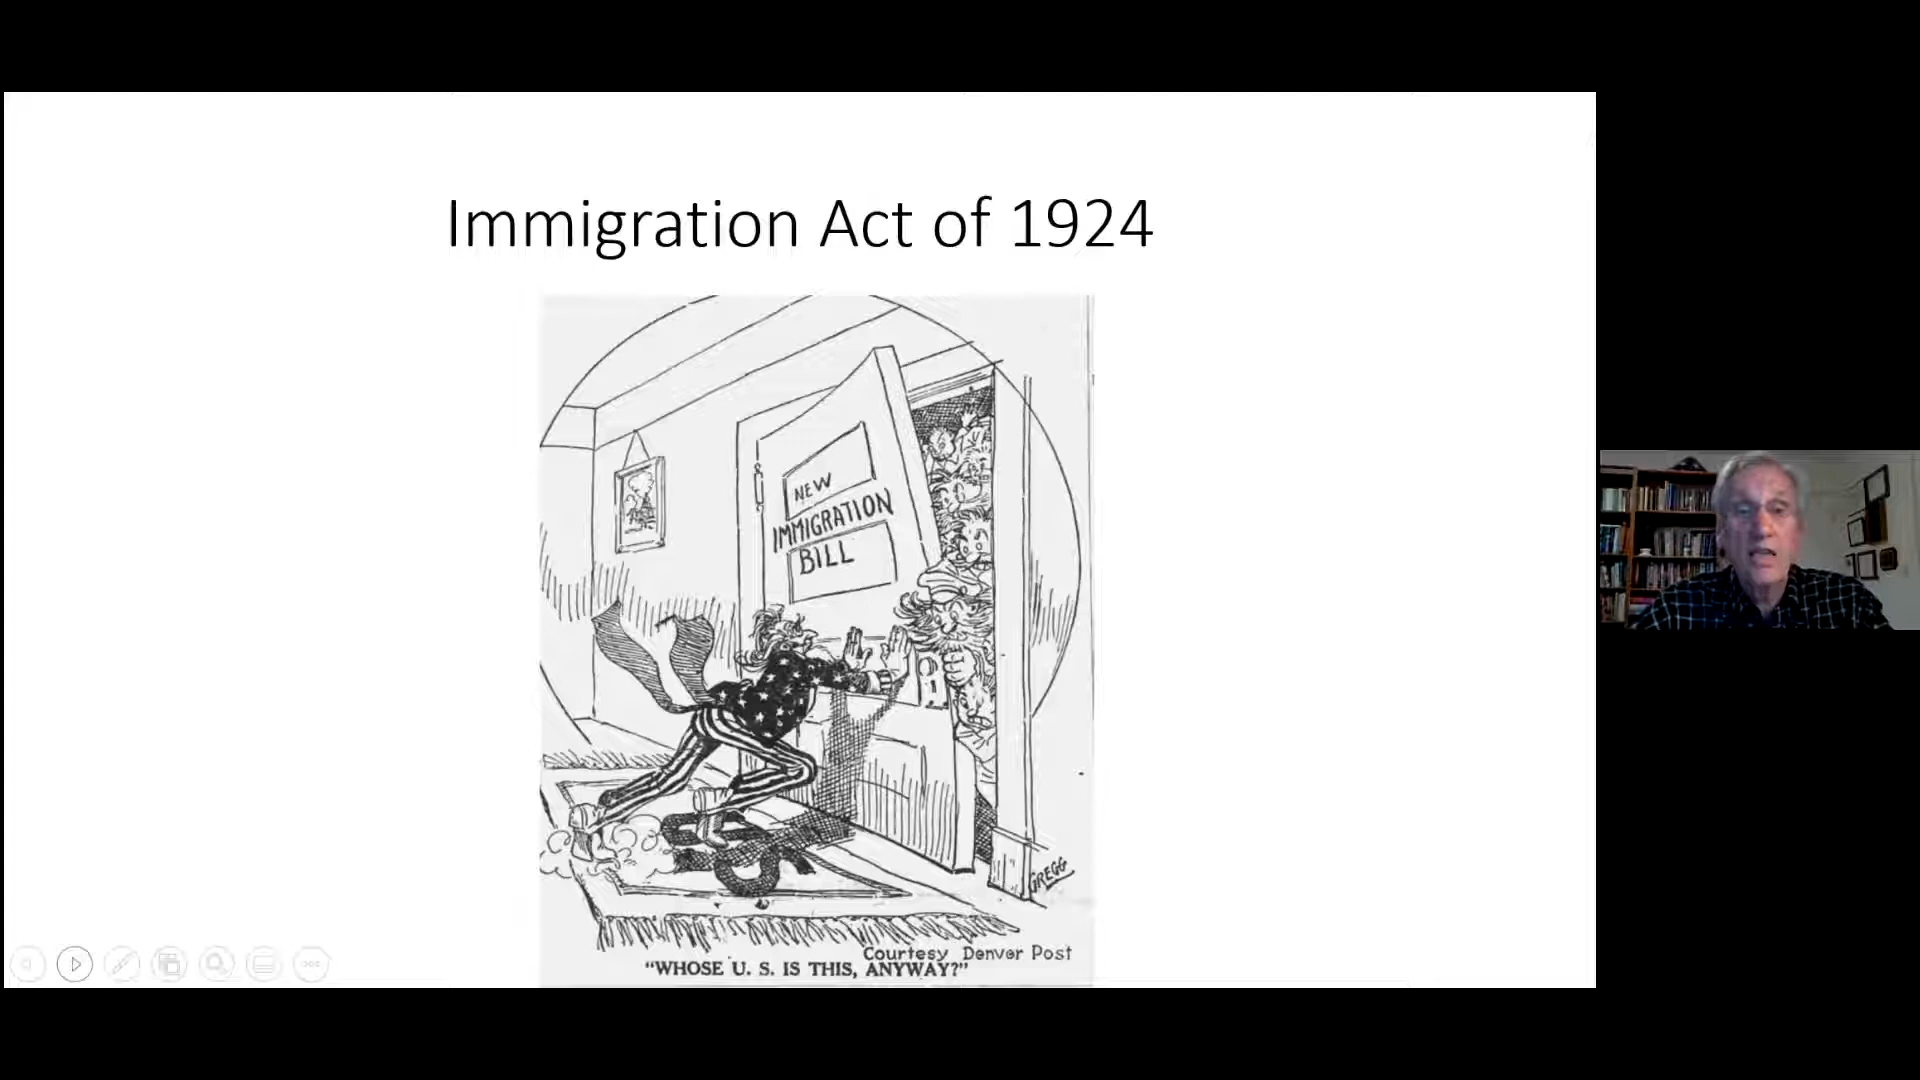 Immigration Act of 1924
NEW
IMMIGRATION
BILL
GREGG
Courtesy Denver Post
"WHOSE U. S. IS THIS, ANYWAY?"